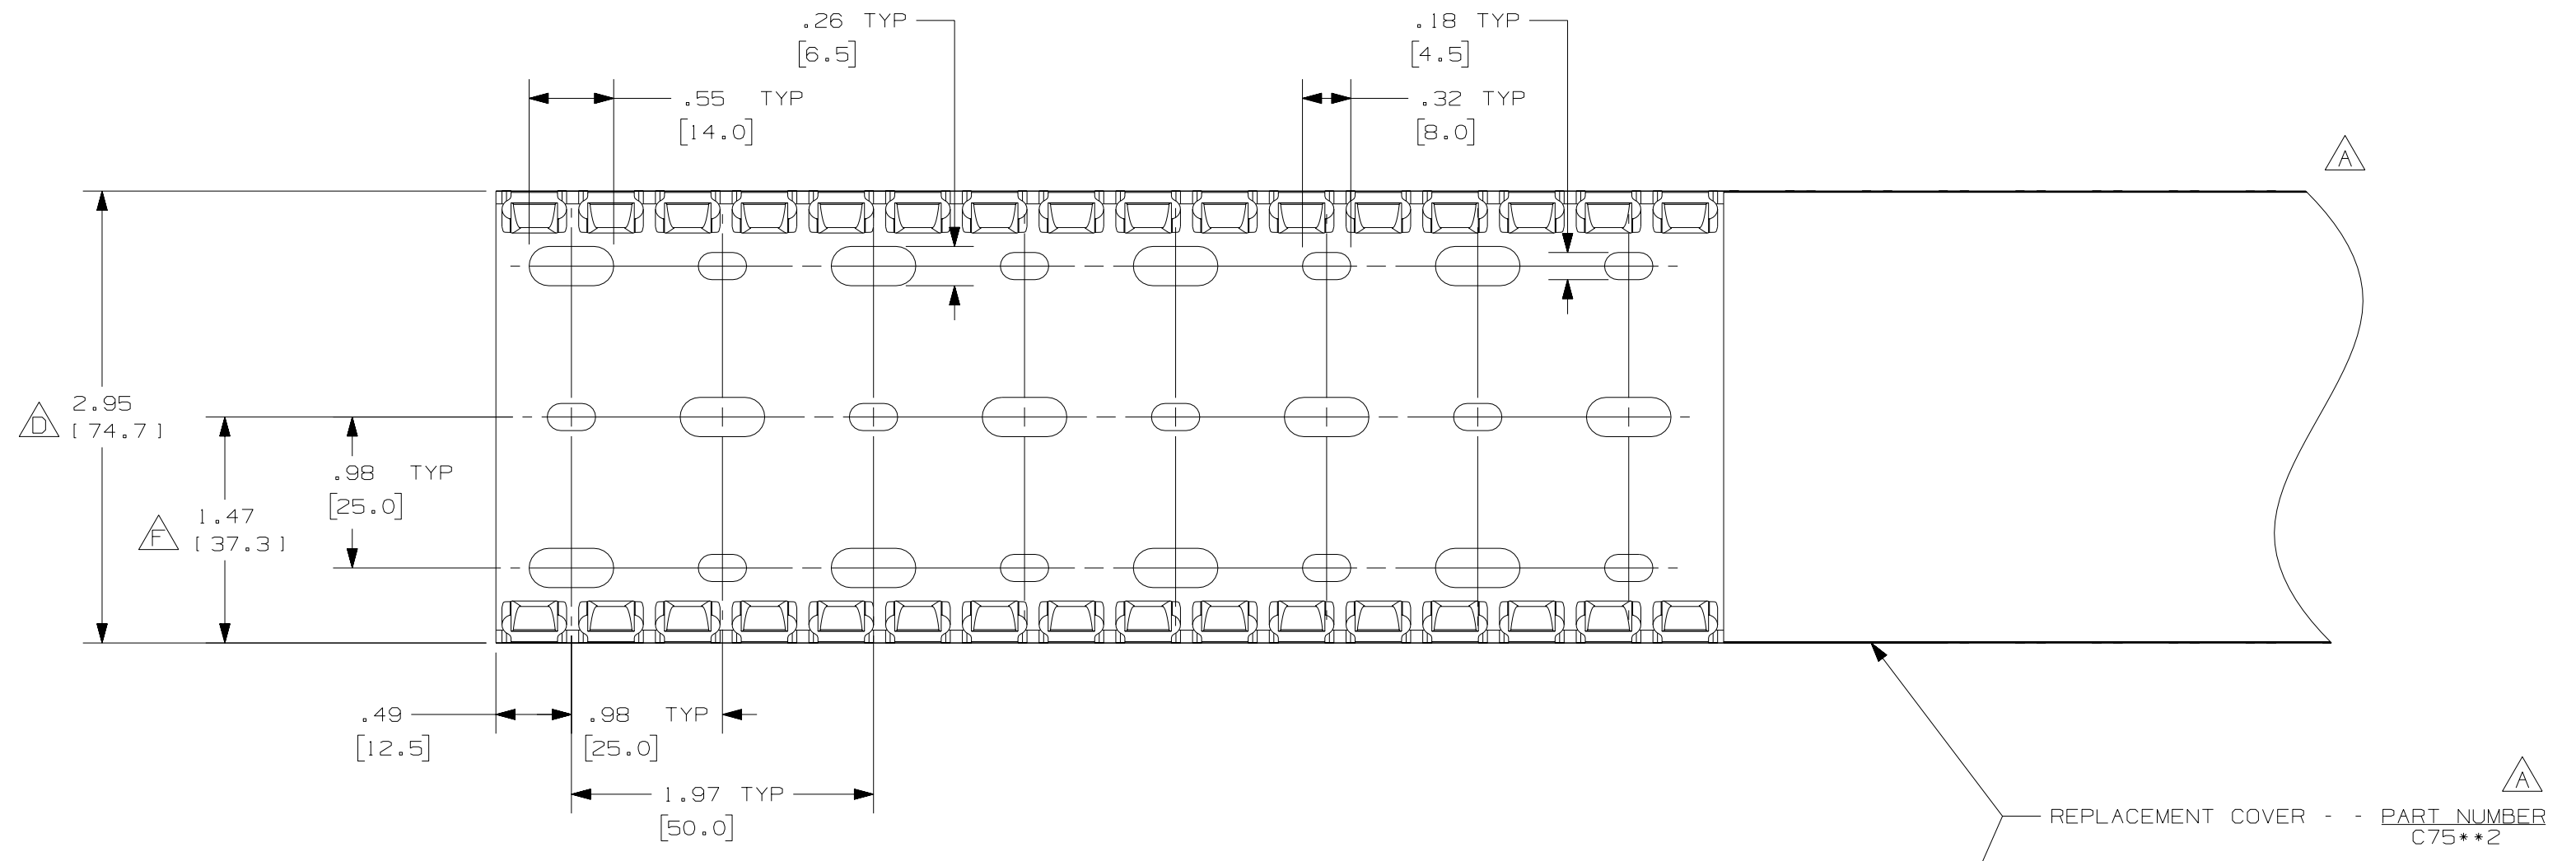 .26 TYP
[6.5]
.18 TYP
[4.5]
.55 TYP
[14.0]
.32 TYP
[8.0]
A
D 2.95
[74.7]
.98 TYP
[25.0]
F 1.47
[37.3]
.49
[12.5]
.98 TYP
[25.0]
1.97 TYP
[50.0]
A
REPLACEMENT COVER - - PART NUMBER
C75**2